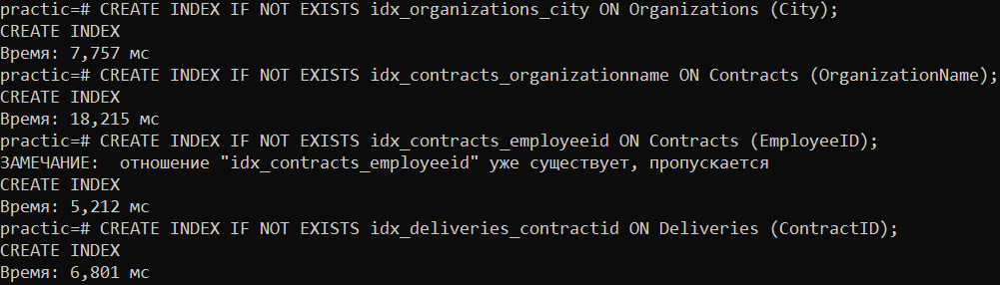 practic=# CREATE INDEX IF NOT EXISTS idx_organizations_city ON Organizations (City);
CREATE INDEX
Время: 7,757 мс
practic=# CREATE INDEX IF NOT EXISTS idx_contracts_organizationname ON Contracts (OrganizationName);
CREATE INDEX
Время: 18,215 мс
practic=# CREATE INDEX IF NOT EXISTS idx_contracts_employeeid ON Contracts (EmployeeID);
ЗАМЕЧАНИЕ:  отношение "idx_contracts_employeeid" уже существует, пропускается
CREATE INDEX
Время: 5,212 мс
practic=# CREATE INDEX IF NOT EXISTS idx_deliveries_contractid ON Deliveries (ContractID);
CREATE INDEX
Время: 6,801 мс